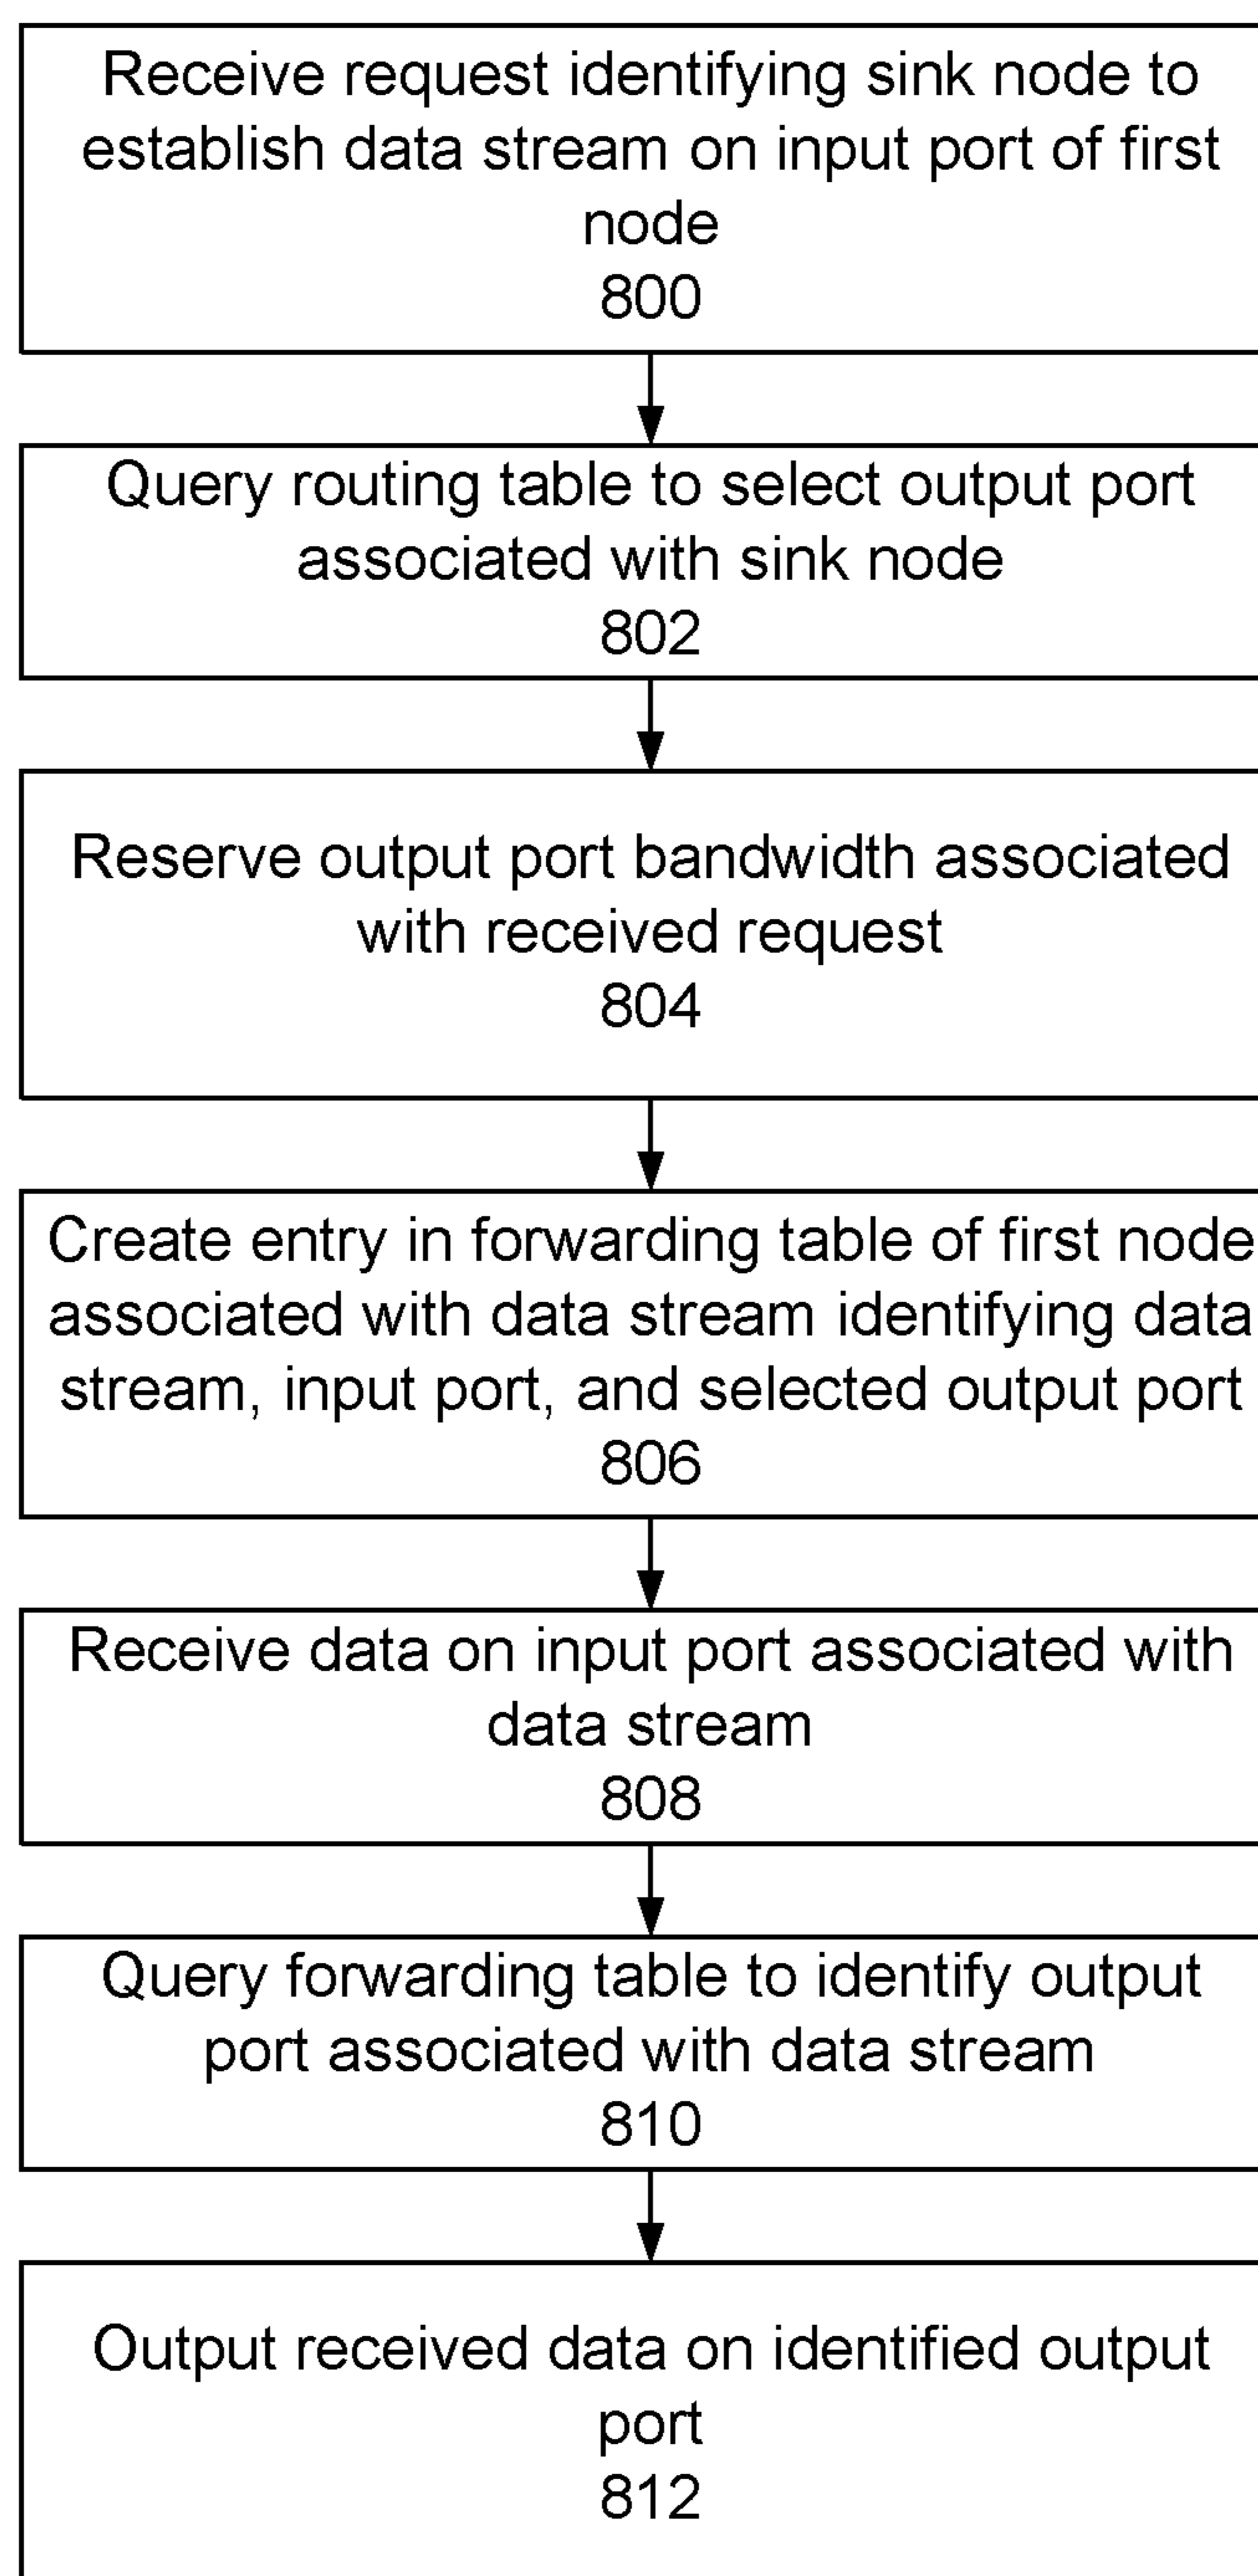 Receive request identifying sink node to
establish data stream on input port of first
node
800
Query routing table to select output port
associated with sink node
802
Reserve output port bandwidth associated
with received request
804
Create entry in forwarding table of first node
associated with data stream identifying data
stream, input port, and selected output port
806
Receive data on input port associated with
data stream
808
Query forwarding table to identify output
port associated with data stream
810
Output received data on identified output
port
812